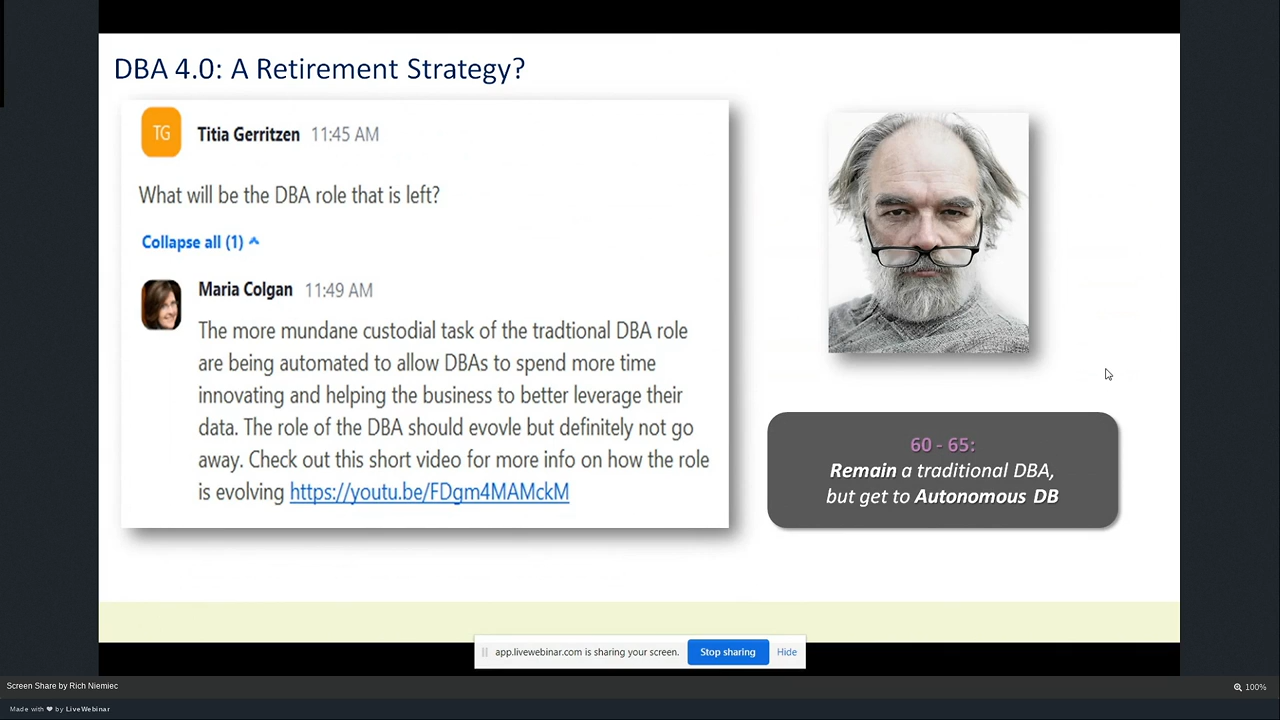 DBA 4.0: A Retirement Strategy?
TG
Titia Gerritzen 11:45 AM
What will be the DBA role that is left?
Collapse all (1)
Maria Colgan 11:49 AM
The more mundane custodial task of the tradtional DBA role
are being automated to allow DBAs to spend more time
innovating and helping the business to better leverage their
data. The role of the DBA should evovle but definitely not go
away. Check out this short video for more info on how the role
is evolving https://youtu.be/FDgm4MAMckM
60 - 65:
Remain a traditional DBA,
but get to Autonomous DB
app.livewebinar.com is sharing your screen.
Stop sharing
Hide
Screen Share by Rich Niemiec
100%
Made with ❤ by LiveWebinar